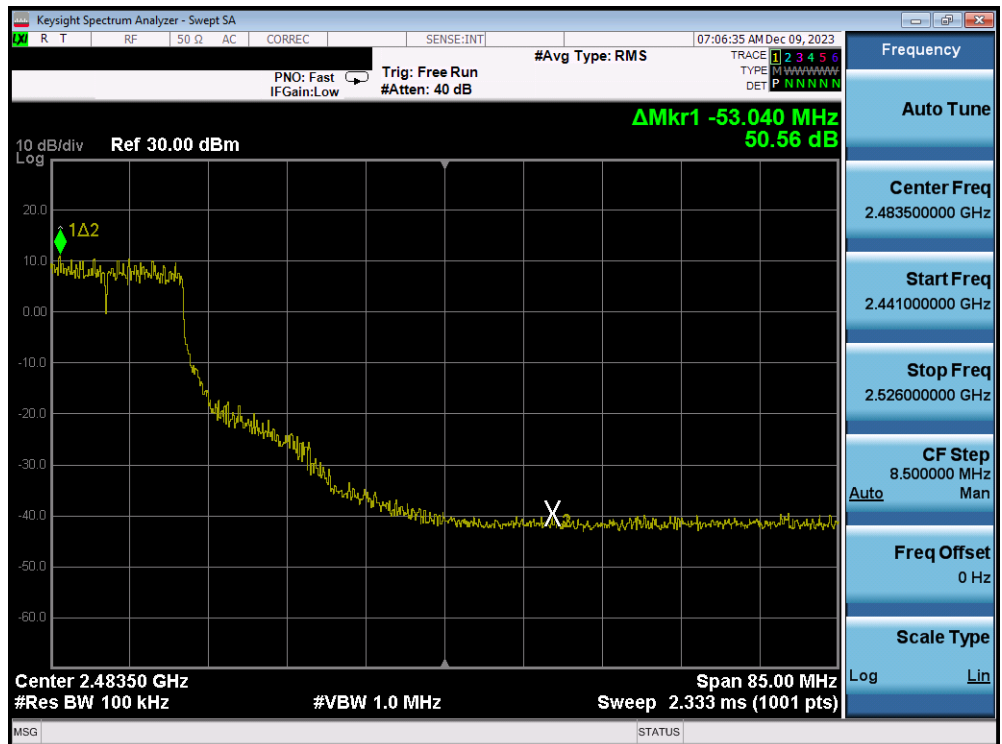 Keysight Spectrum Analyzer - Swept SA
LXI R T RF 50 Ω AC CORREC SENSE:INT 07:06:35 AM Dec 09, 2023
PNO: Fast Trig: Free Run #Avg Type: RMS TRACE 1 2 3 4 5 6
IFGain:Low #Atten: 40 dB TYPE M WWWWW
DET P N N N N N
ΔMkr1 -53.040 MHz
50.56 dB
10 dB/div Ref 30.00 dBm
Log
20.0
1Δ2
10.0
0.00
-10.0
-20.0
-30.0
-40.0
X2
-50.0
-60.0
Center 2.48350 GHz Span 85.00 MHz
#Res BW 100 kHz #VBW 1.0 MHz Sweep 2.333 ms (1001 pts)
MSG STATUS
Frequency
Auto Tune
Center Freq
2.483500000 GHz
Start Freq
2.441000000 GHz
Stop Freq
2.526000000 GHz
CF Step
8.500000 MHz
Auto Man
Freq Offset
0 Hz
Scale Type
Log Lin